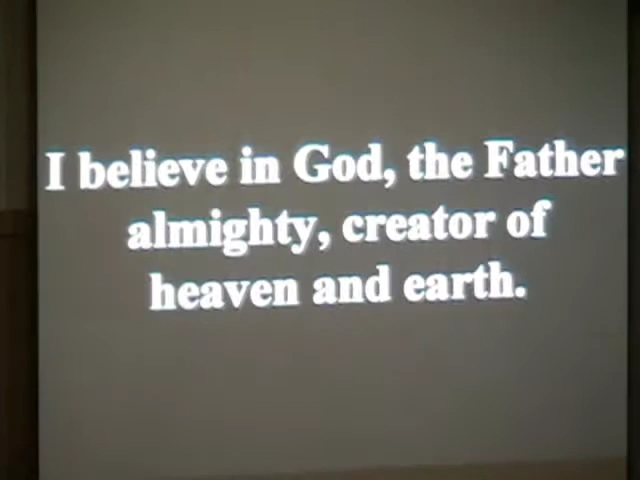 I believe in God, the Father
almighty, creator of
heaven and earth.